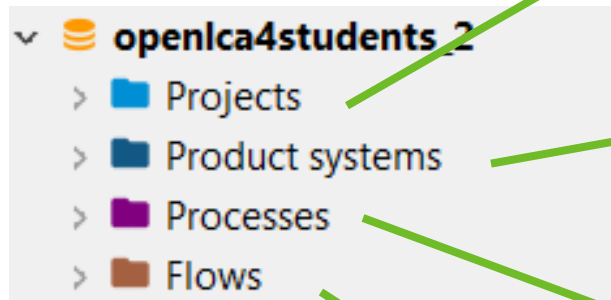 openlca4students_2
Projects
Product systems
Processes
Flows